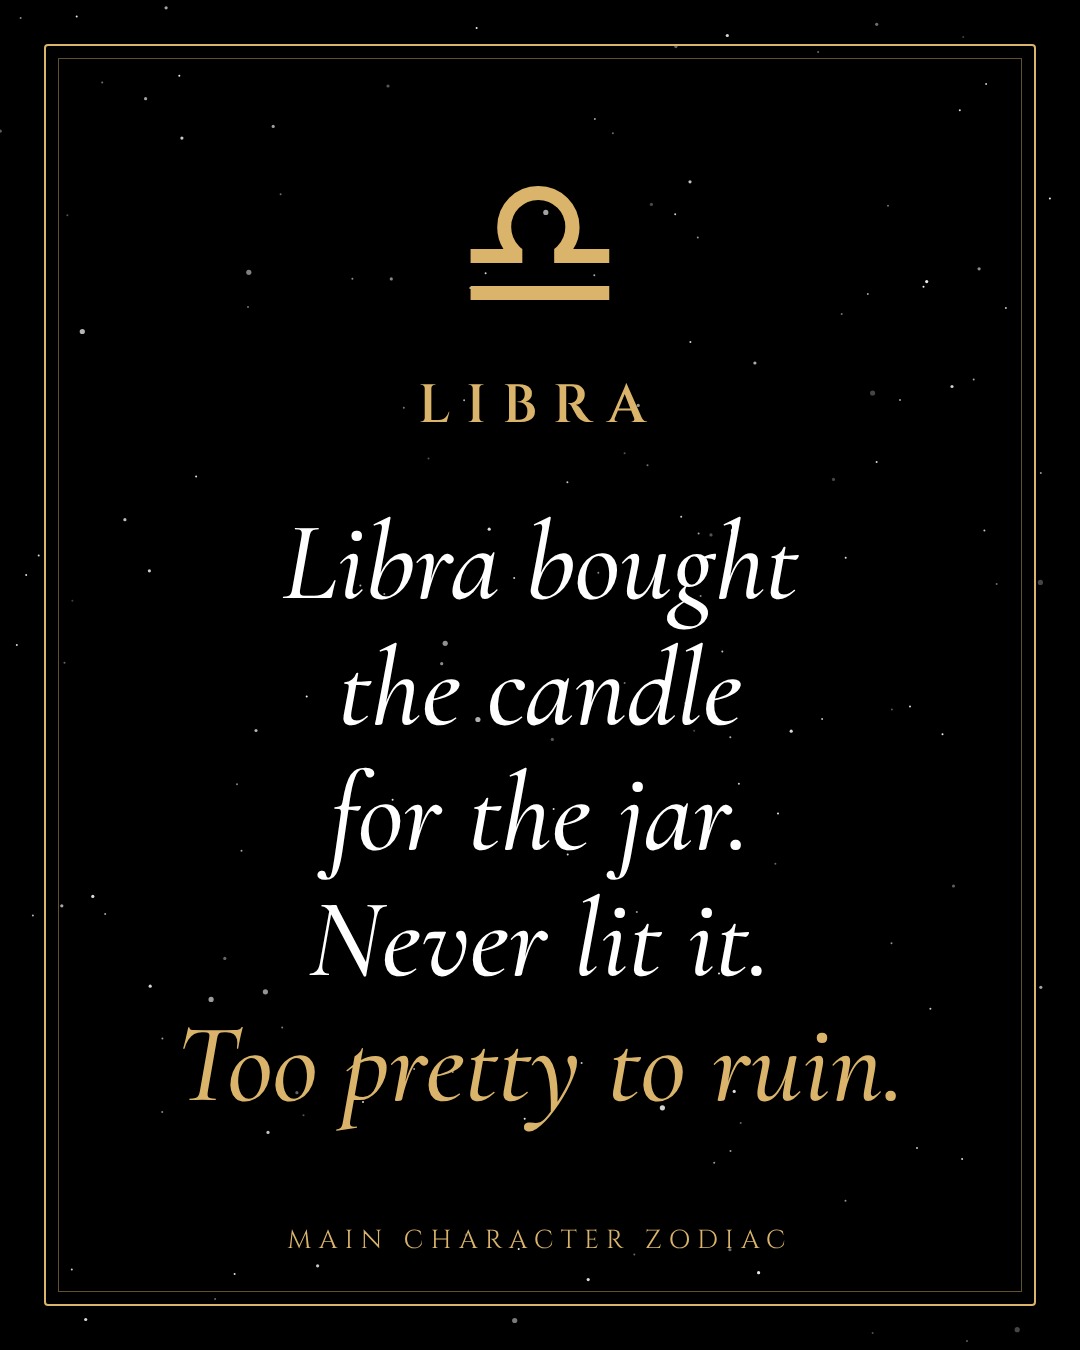 LIBRA
Libra bought
the candle
for the jar.
Never lit it.
Too pretty to ruin.
MAIN CHARACTER ZODIAC